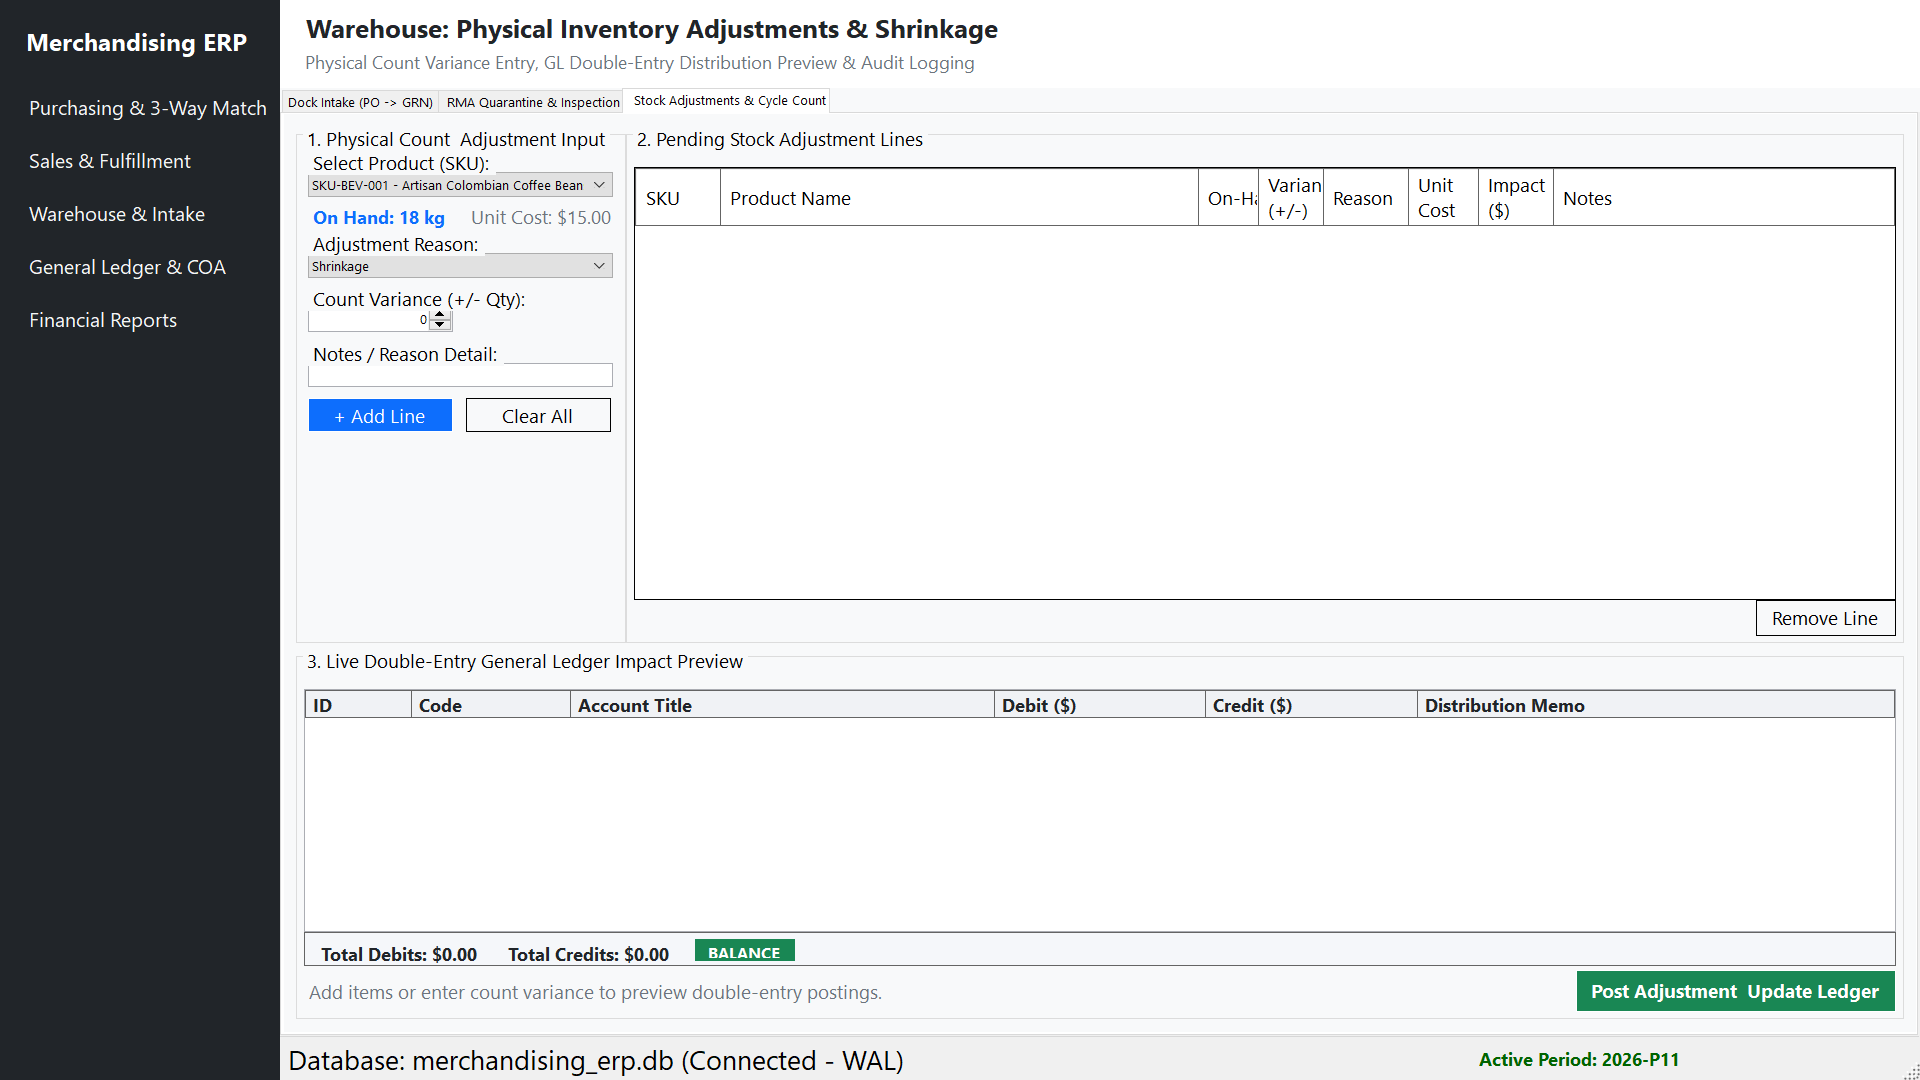 Merchandising ERP
Purchasing & 3-Way Match
Sales & Fulfillment
Warehouse & Intake
General Ledger & COA
Financial Reports
Warehouse: Physical Inventory Adjustments & Shrinkage
Physical Count Variance Entry, GL Double-Entry Distribution Preview & Audit Logging
Dock Intake (PO -> GRN)
RMA Quarantine & Inspection
Stock Adjustments & Cycle Count
1. Physical Count  Adjustment Input
Select Product (SKU):
SKU-BEV-001 - Artisan Colombian Coffee Bean
On Hand: 18 kg
Unit Cost: $15.00
Adjustment Reason:
Shrinkage
Count Variance (+/- Qty):
0
Notes / Reason Detail:
+ Add Line
Clear All
2. Pending Stock Adjustment Lines
SKU
Product Name
On-Ha
Varian
(+/-)
Reason
Unit
Cost
Impact
($)
Notes
Remove Line
3. Live Double-Entry General Ledger Impact Preview
ID
Code
Account Title
Debit ($)
Credit ($)
Distribution Memo
Total Debits: $0.00
Total Credits: $0.00
BALANCE
Add items or enter count variance to preview double-entry postings.
Post Adjustment  Update Ledger
Database: merchandising_erp.db (Connected - WAL)
Active Period: 2026-P11